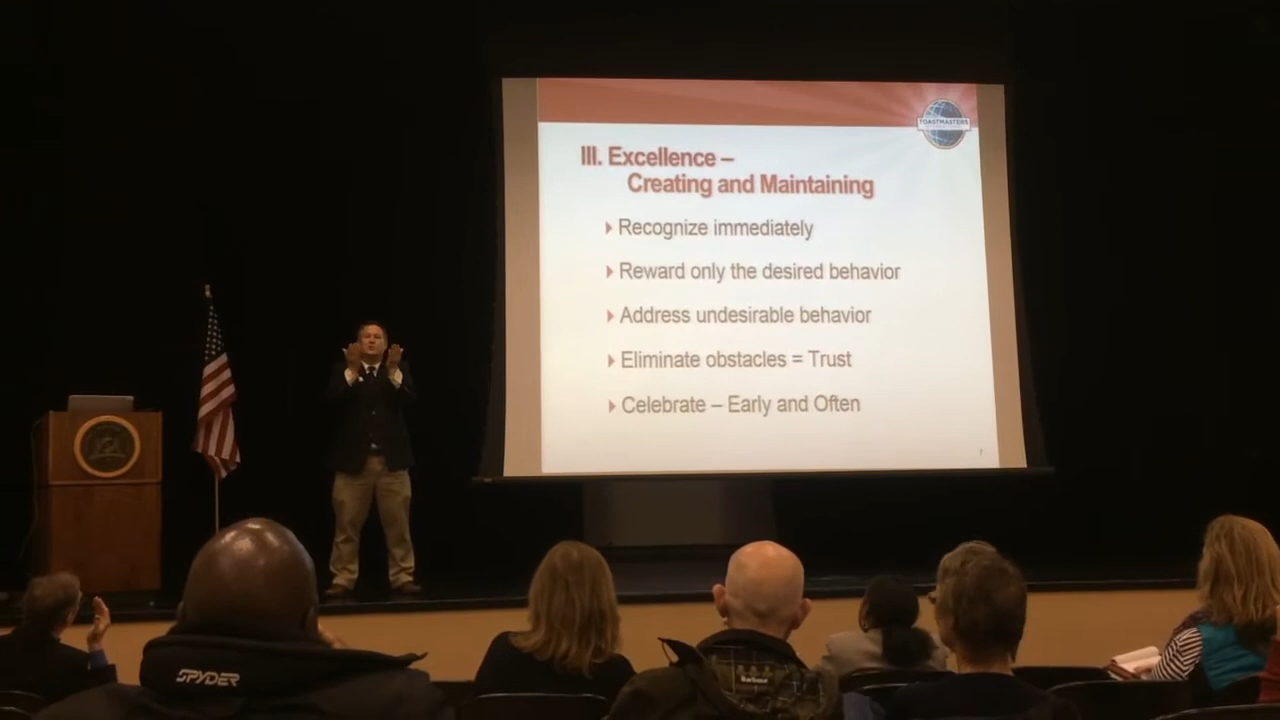 TOASTMASTERS
III. Excellence –
Creating and Maintaining
Recognize immediately
Reward only the desired behavior
Address undesirable behavior
Eliminate obstacles = Trust
Celebrate – Early and Often
7
SPYDER
Barbour